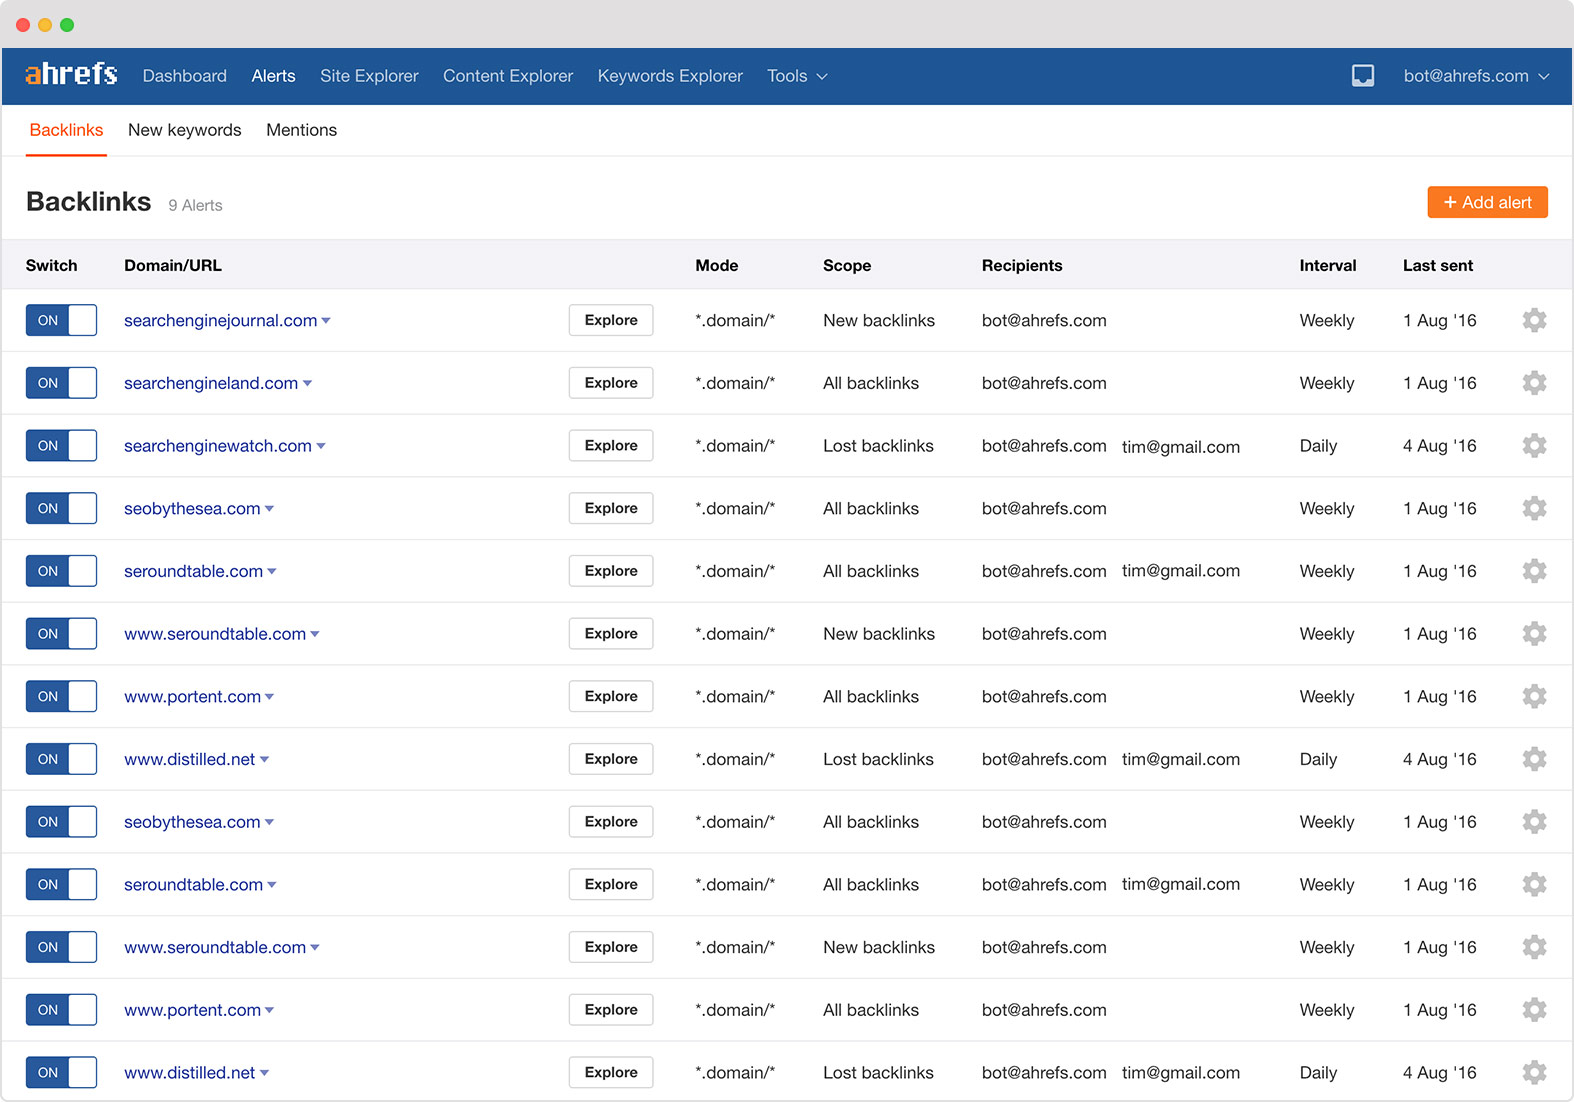 ahrefs Dashboard Alerts Site Explorer Content Explorer Keywords Explorer Tools bot@ahrefs.com
Backlinks New keywords Mentions
Backlinks 9 Alerts + Add alert
Switch Domain/URL Mode Scope Recipients Interval Last sent
ON searchenginejournal.com Explore *.domain/* New backlinks bot@ahrefs.com Weekly 1 Aug '16
ON searchengineland.com Explore *.domain/* All backlinks bot@ahrefs.com Weekly 1 Aug '16
ON searchenginewatch.com Explore *.domain/* Lost backlinks bot@ahrefs.com tim@gmail.com Daily 4 Aug '16
ON seobythesea.com Explore *.domain/* All backlinks bot@ahrefs.com Weekly 1 Aug '16
ON seroundtable.com Explore *.domain/* All backlinks bot@ahrefs.com tim@gmail.com Weekly 1 Aug '16
ON www.seroundtable.com Explore *.domain/* New backlinks bot@ahrefs.com Weekly 1 Aug '16
ON www.portent.com Explore *.domain/* All backlinks bot@ahrefs.com Weekly 1 Aug '16
ON www.distilled.net Explore *.domain/* Lost backlinks bot@ahrefs.com tim@gmail.com Daily 4 Aug '16
ON seobythesea.com Explore *.domain/* All backlinks bot@ahrefs.com Weekly 1 Aug '16
ON seroundtable.com Explore *.domain/* All backlinks bot@ahrefs.com tim@gmail.com Weekly 1 Aug '16
ON www.seroundtable.com Explore *.domain/* New backlinks bot@ahrefs.com Weekly 1 Aug '16
ON www.portent.com Explore *.domain/* All backlinks bot@ahrefs.com Weekly 1 Aug '16
ON www.distilled.net Explore *.domain/* Lost backlinks bot@ahrefs.com tim@gmail.com Daily 4 Aug '16